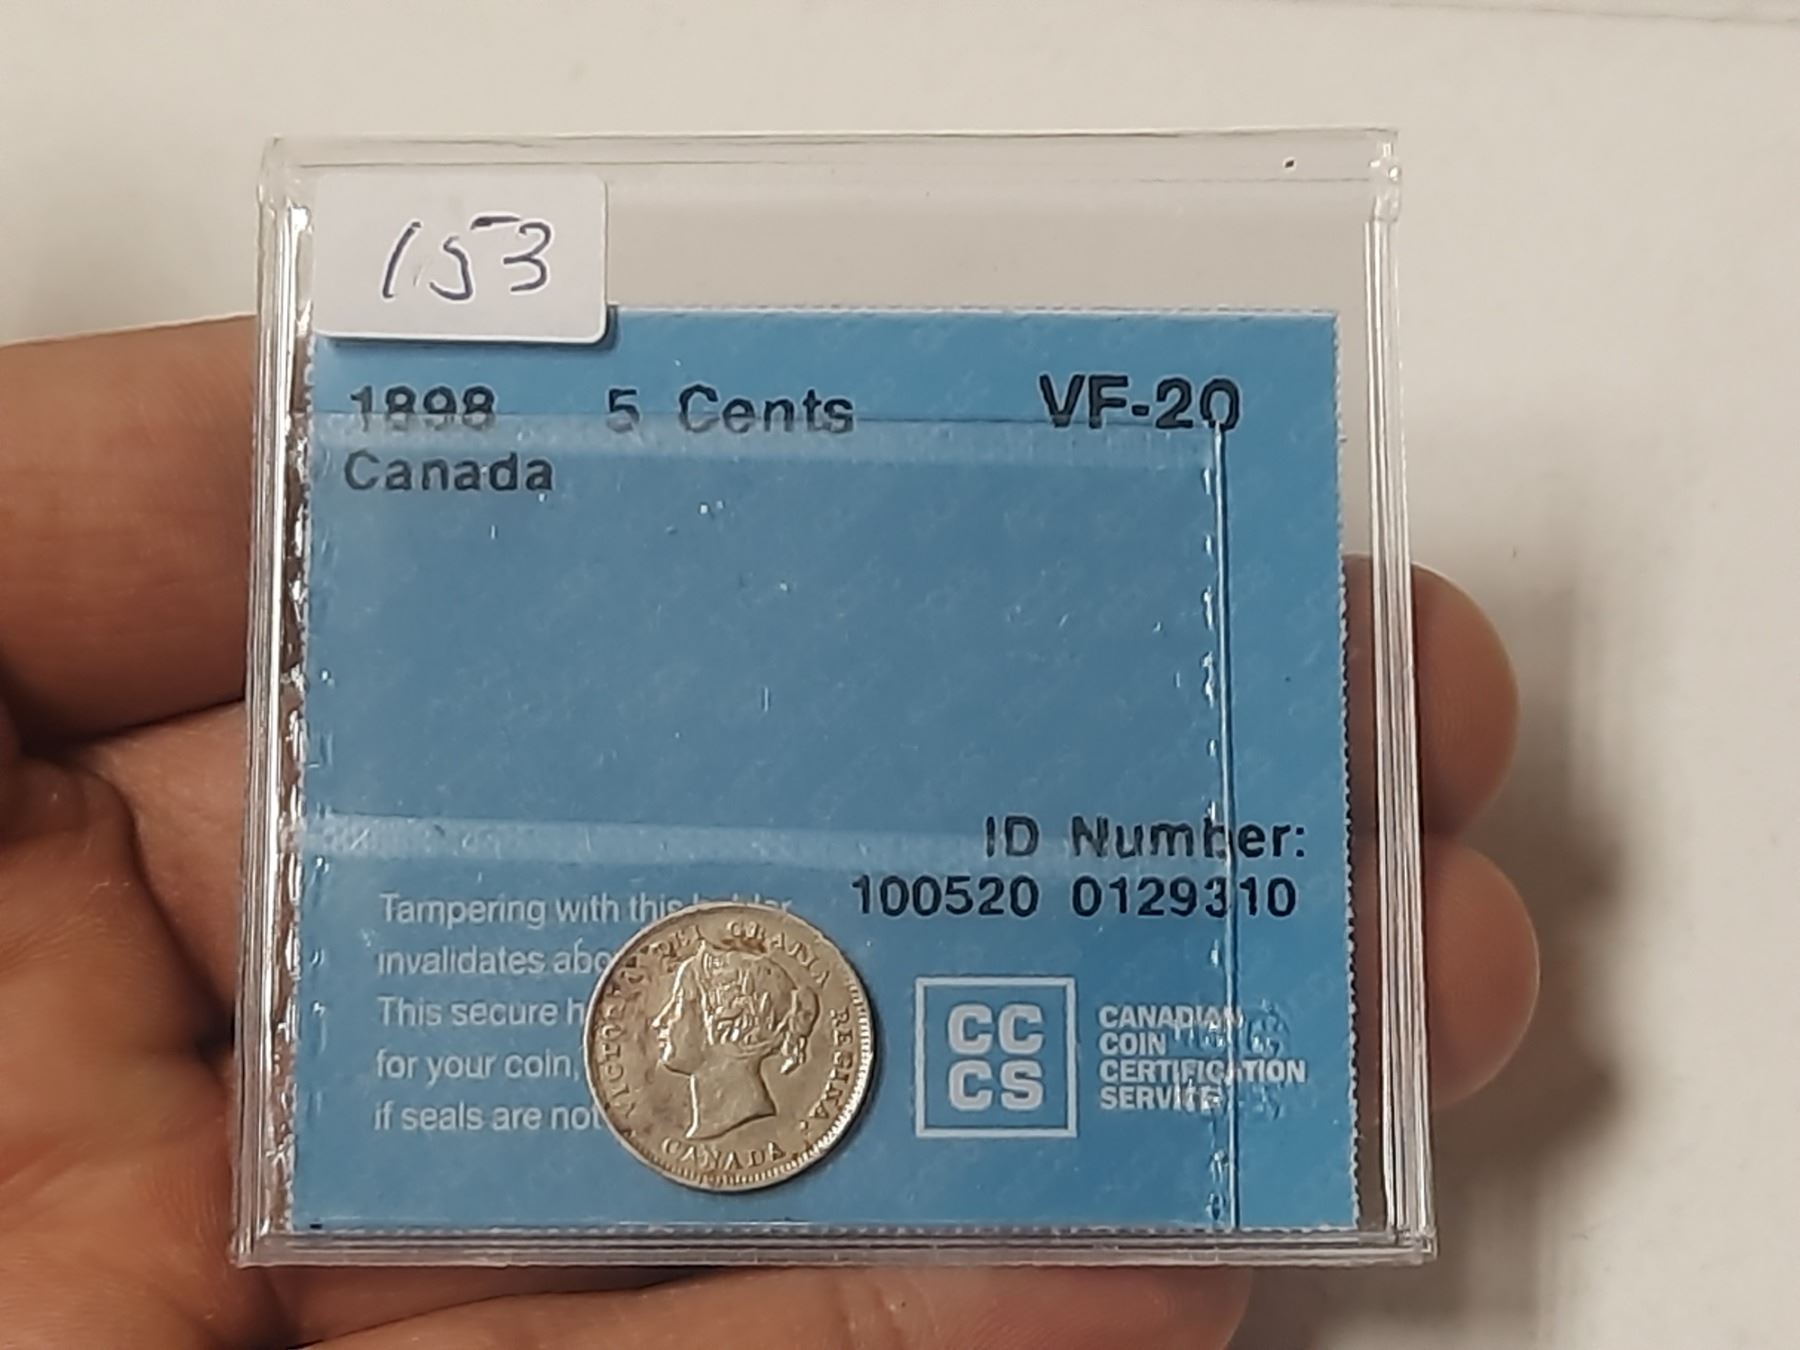 153
1898 5 Cents VF-20
Canada
ID Number:
100520 0129310
Tampering with this
invalidates
This secure
for your coin,
if seals are not
CC
CS
CANADIAN
COIN
CERTIFICATION
SERVICE
VICTORIA DEI GRATIA REGINA.
CANADA